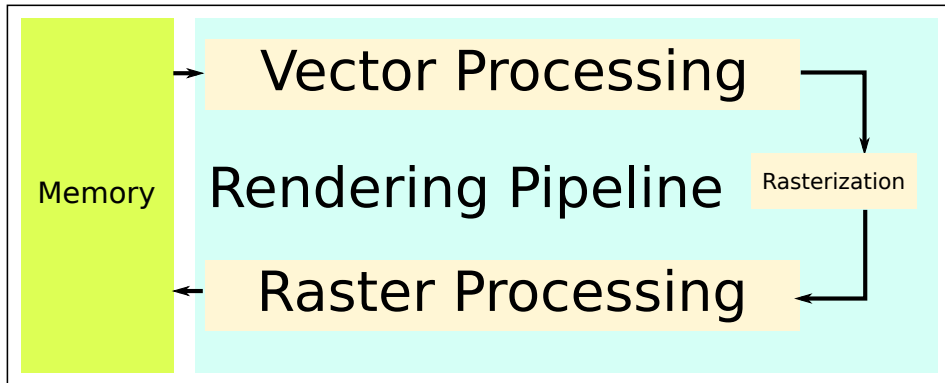 Vector Processing
Memory
Rendering Pipeline
Rasterization
Raster Processing